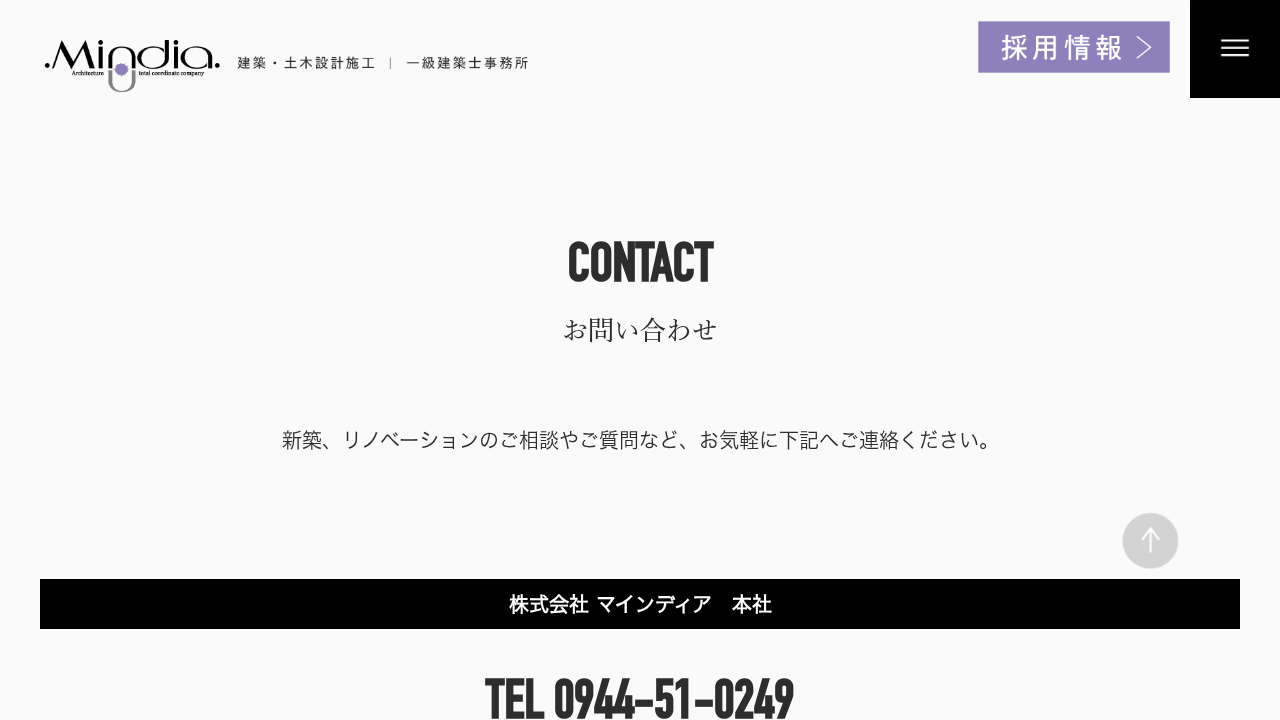 .Mindia.
Architecture total coordinate company
建築・土木設計施工 | 一級建築士事務所
採用情報
CONTACT
お問い合わせ
新築、リノベーションのご相談やご質問など、お気軽に下記へご連絡ください。
株式会社 マインディア　本社
TEL 0944-51-0249